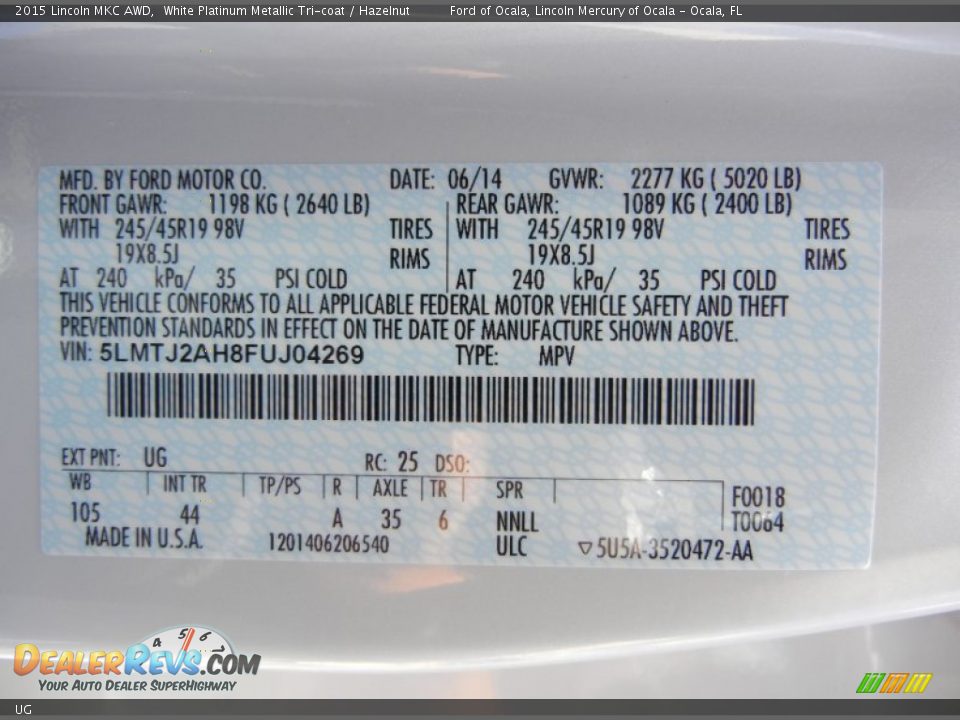 2015 Lincoln MKC AWD, White Platinum Metallic Tri-coat / Hazelnut Ford of Ocala, Lincoln Mercury of Ocala - Ocala, FL
MFD. BY FORD MOTOR CO. DATE: 06/14 GVWR: 2277 KG ( 5020 LB)
FRONT GAWR: 1198 KG ( 2640 LB) REAR GAWR: 1089 KG ( 2400 LB)
WITH 245/45R19 98V TIRES WITH 245/45R19 98V TIRES
19X8.5J RIMS 19X8.5J RIMS
AT 240 kPa/ 35 PSI COLD AT 240 kPa/ 35 PSI COLD
THIS VEHICLE CONFORMS TO ALL APPLICABLE FEDERAL MOTOR VEHICLE SAFETY AND THEFT
PREVENTION STANDARDS IN EFFECT ON THE DATE OF MANUFACTURE SHOWN ABOVE.
VIN: 5LMTJ2AH8FUJ04269 TYPE: MPV
EXT PNT: UG RC: 25 DSO:
WB INT TR TP/PS R AXLE TR SPR F0018
105 44 A 35 6 NNLL T0064
MADE IN U.S.A. 1201406206540 ULC ▽5U5A-3520472-AA
4 5 6
DEALERREVS.COM
YOUR AUTO DEALER SUPERHIGHWAY
UG